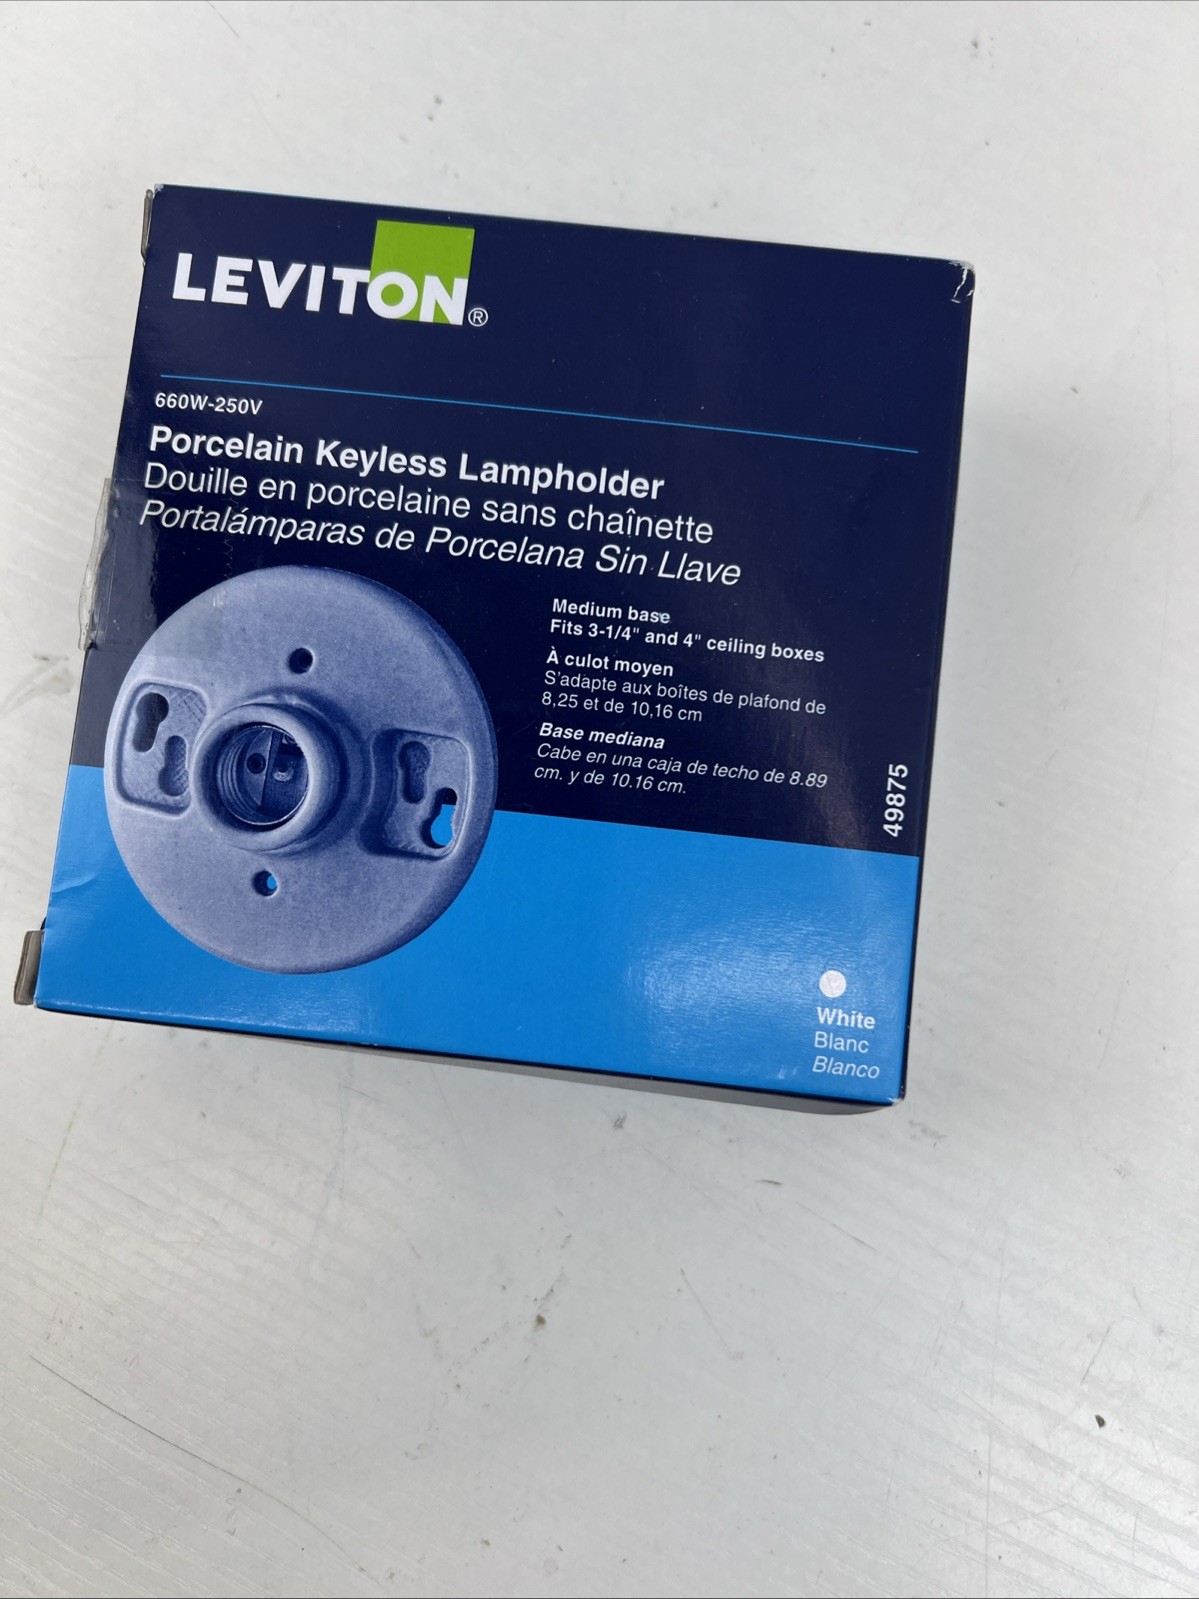 LEVITON®
660W-250V
Porcelain Keyless Lampholder
Douille en porcelaine sans chaînette
Portalámparas de Porcelana Sin Llave
Medium base
Fits 3-1/4" and 4" ceiling boxes
À culot moyen
S'adapte aux boîtes de plafond de
8,25 et de 10,16 cm
Base mediana
Cabe en una caja de techo de 8.89
cm. y de 10.16 cm.
49875
White
Blanc
Blanco